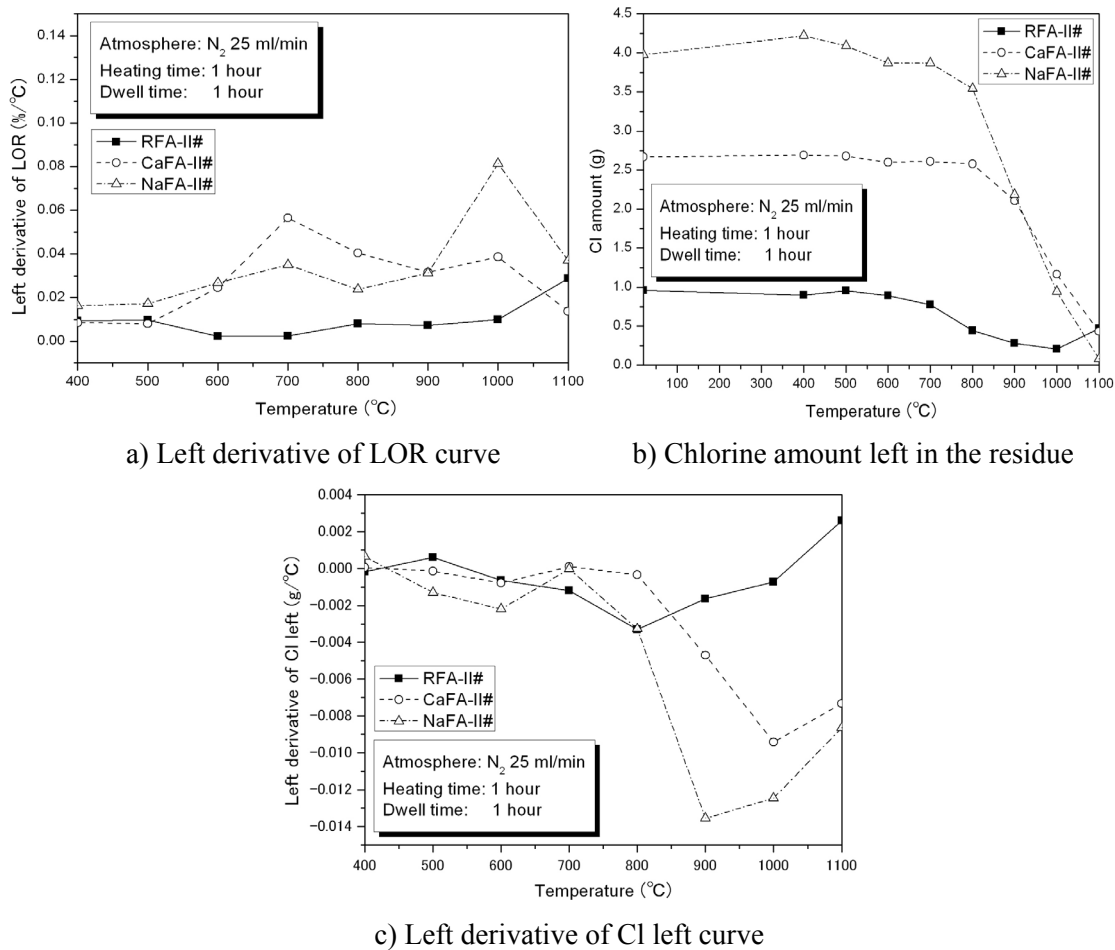 0.14
0.12
0.10
0.08
0.06
0.04
0.02
0.00
Left derivative of LOR (%/℃)
Atmosphere: N2 25 ml/min
Heating time: 1 hour
Dwell time: 1 hour
RFA-II#
CaFA-II#
NaFA-II#
400 500 600 700 800 900 1000 1100
Temperature (℃)
a) Left derivative of LOR curve
4.5
4.0
3.5
3.0
2.5
2.0
1.5
1.0
0.5
0.0
Cl amount (g)
RFA-II#
CaFA-II#
NaFA-II#
Atmosphere: N2 25 ml/min
Heating time: 1 hour
Dwell time: 1 hour
100 200 300 400 500 600 700 800 900 1000 1100
Temperature (℃)
b) Chlorine amount left in the residue
0.004
0.002
0.000
−0.002
−0.004
−0.006
−0.008
−0.010
−0.012
−0.014
Left derivative of Cl left (g/℃)
RFA-II#
CaFA-II#
NaFA-II#
Atmosphere: N2 25 ml/min
Heating time: 1 hour
Dwell time: 1 hour
400 500 600 700 800 900 1000 1100
Temperature (℃)
c) Left derivative of Cl left curve